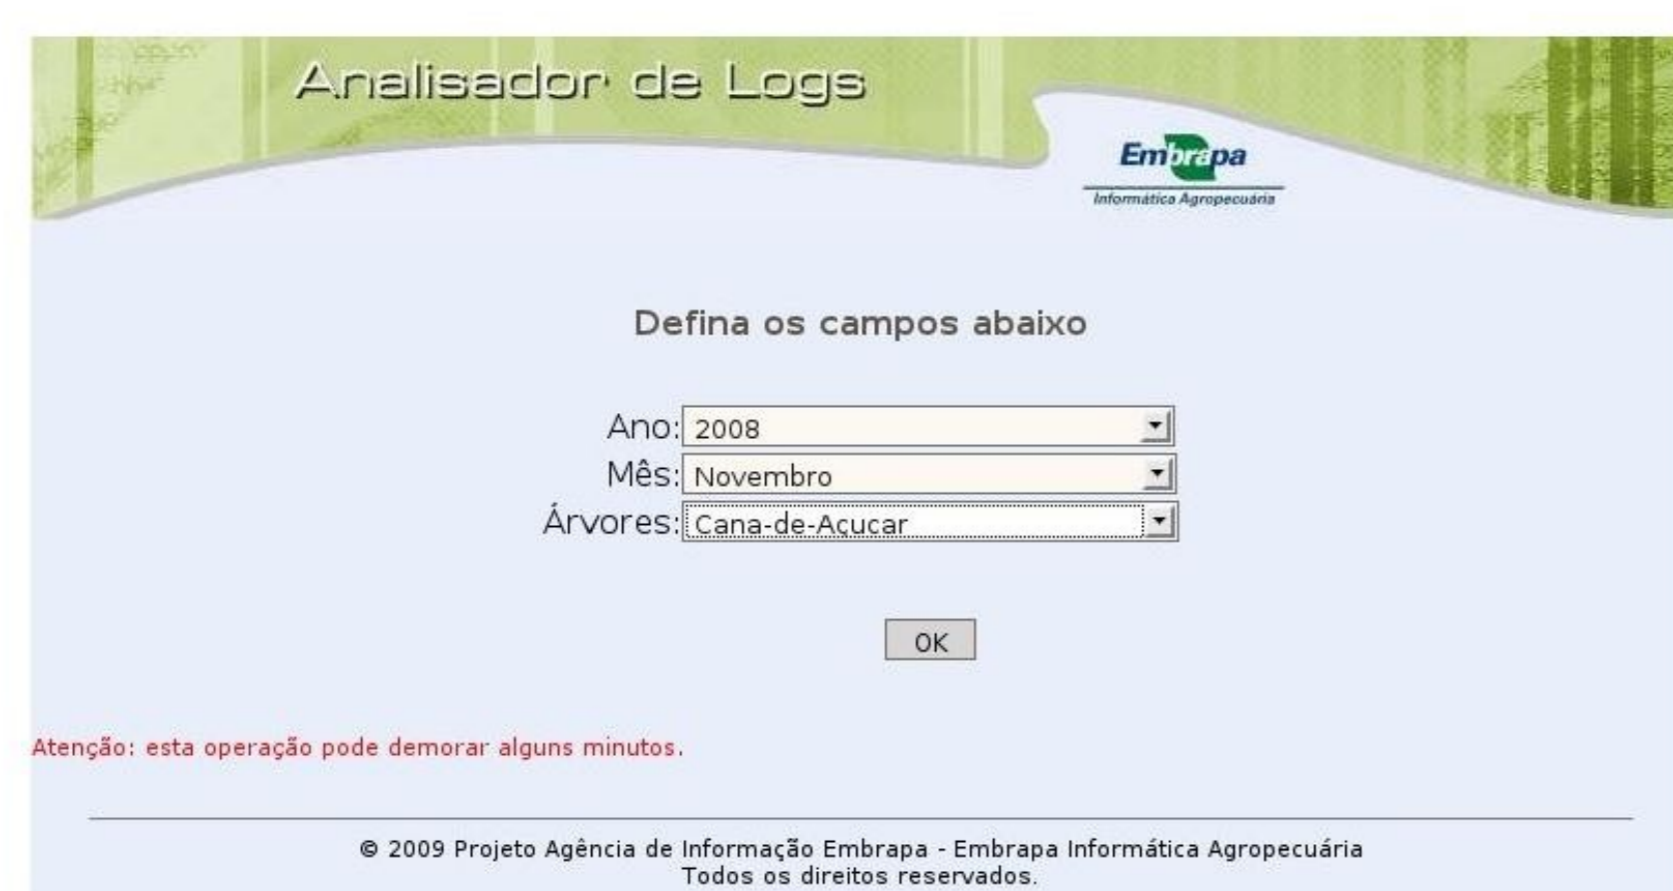 Analisador de Logs
Embrapa
Informática Agropecuária
Defina os campos abaixo
Ano: 2008
Mês: Novembro
Árvores: Cana-de-Açucar
OK
Atenção: esta operação pode demorar alguns minutos.
© 2009 Projeto Agência de Informação Embrapa - Embrapa Informática Agropecuária
Todos os direitos reservados.